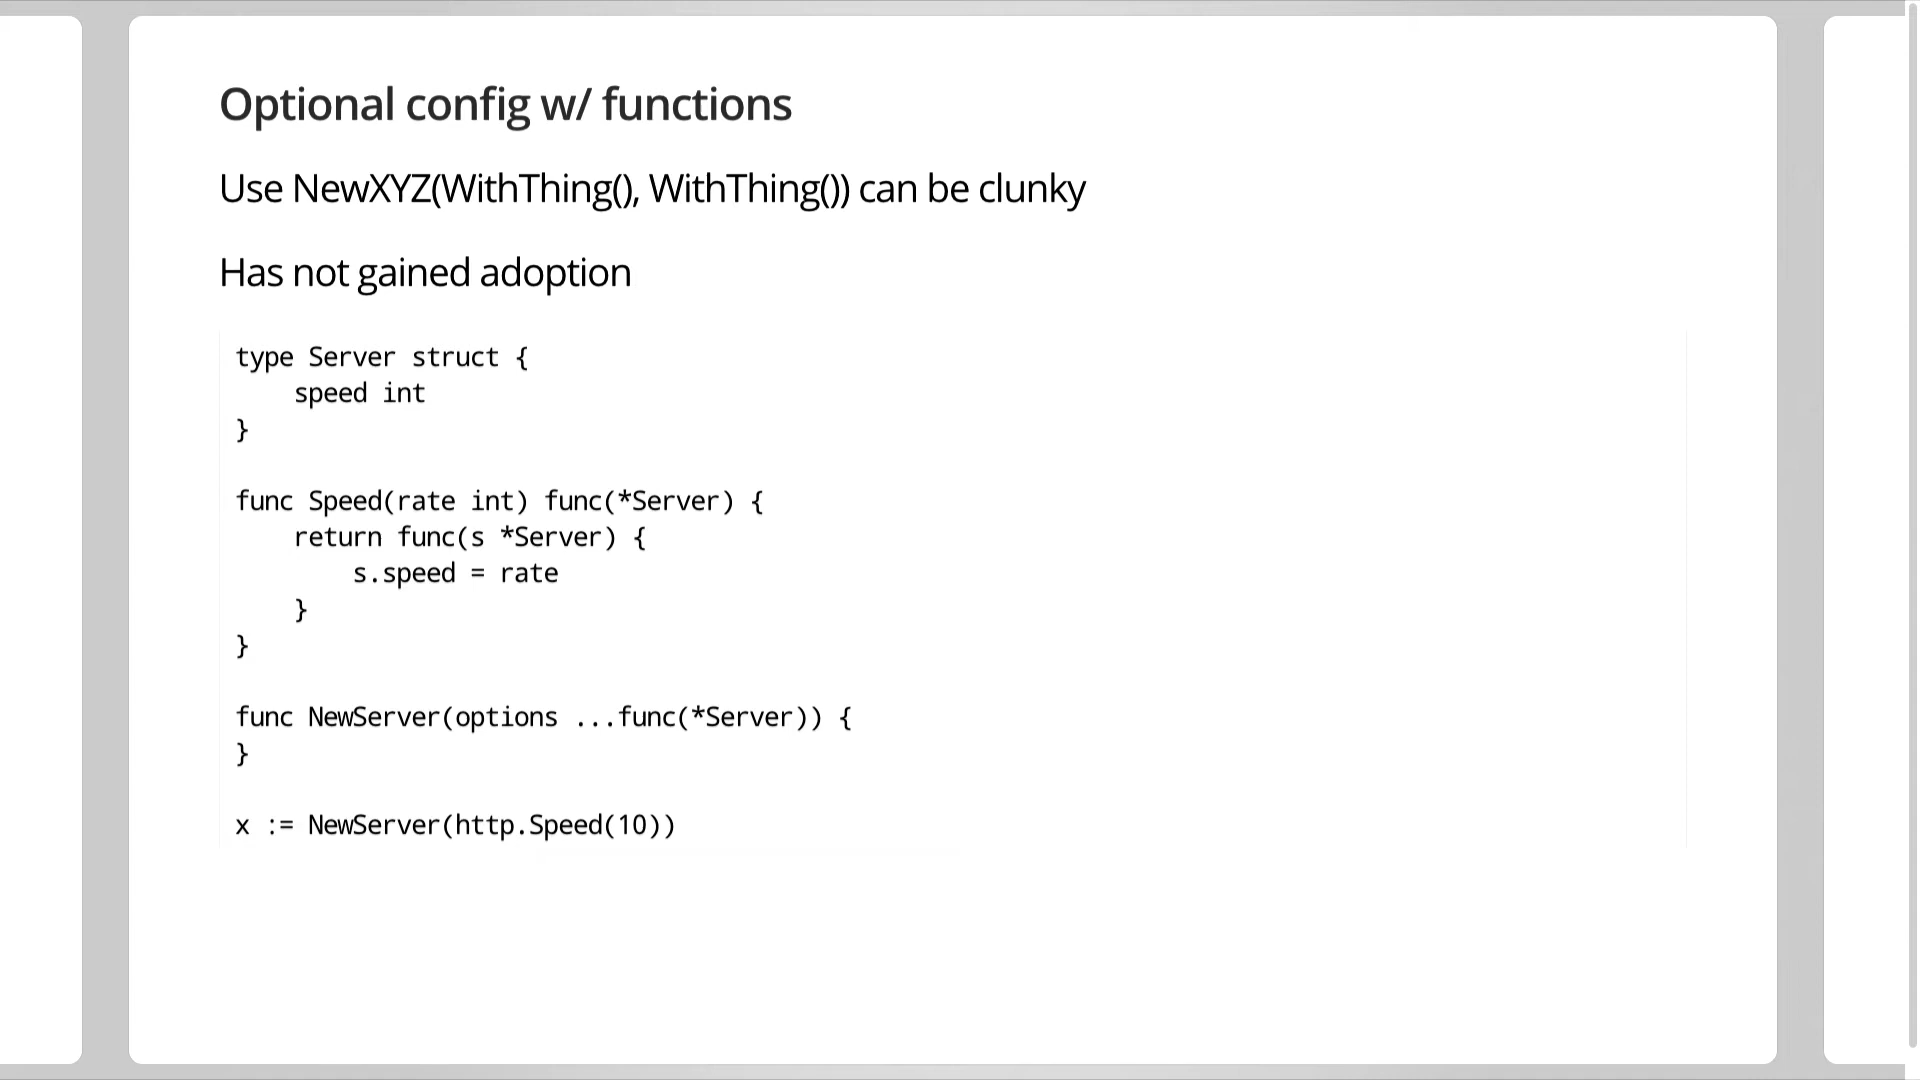 Optional config w/ functions
Use NewXYZ(WithThing(), WithThing()) can be clunky
Has not gained adoption
type Server struct {
    speed int
}
func Speed(rate int) func(*Server) {
    return func(s *Server) {
        s.speed = rate
    }
}
func NewServer(options ...func(*Server)) {
}
x := NewServer(http.Speed(10))